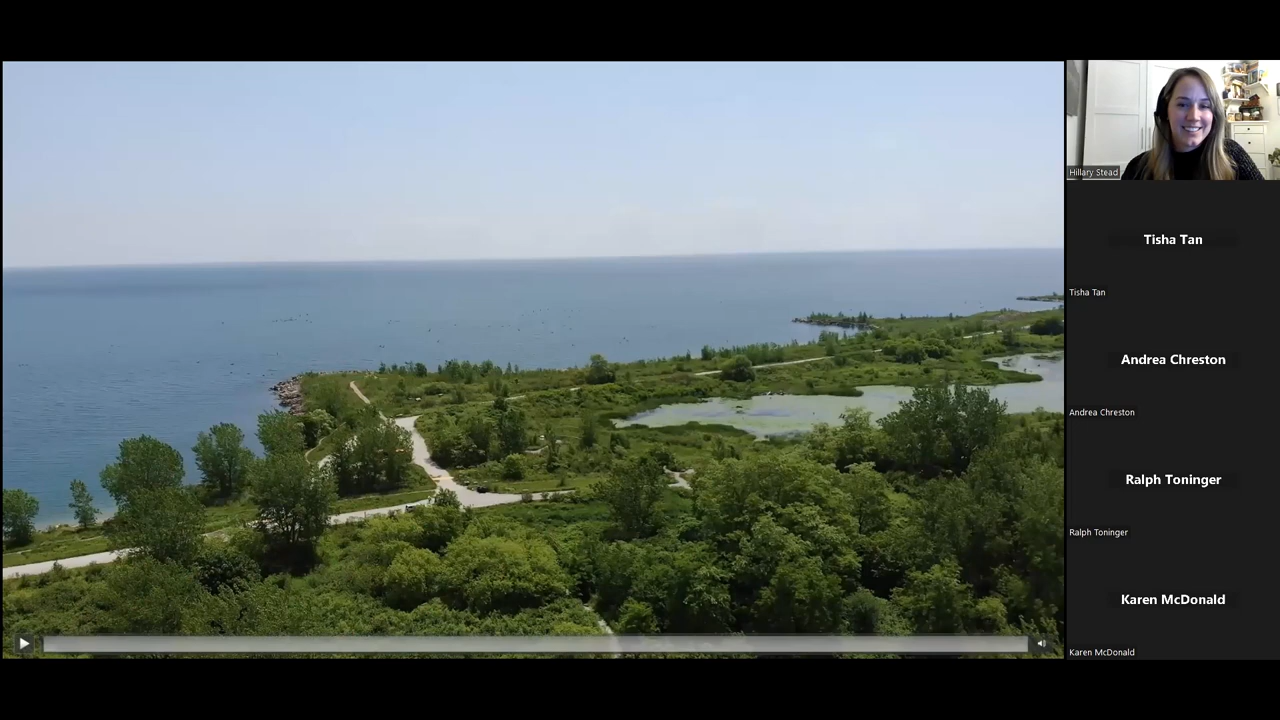 Hillary Stead
Tisha Tan
Tisha Tan
Andrea Chreston
Andrea Chreston
Ralph Toninger
Ralph Toninger
Karen McDonald
Karen McDonald